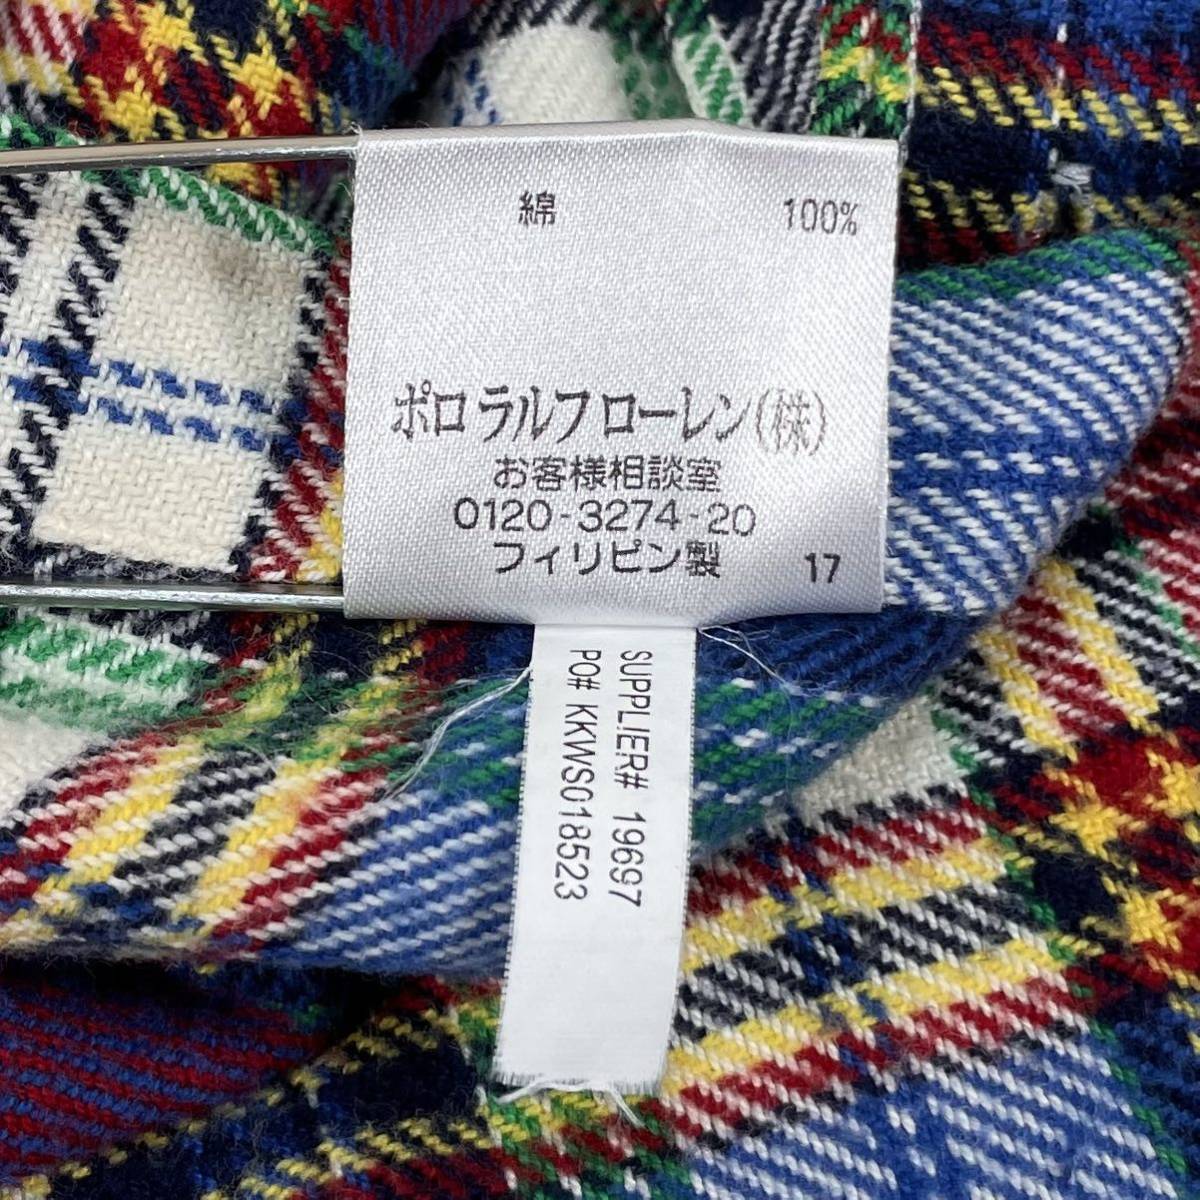 綿 100%
ポロ ラルフ ローレン(株)
お客様相談室
0120-3274-20
フィリピン製 17
SUPPLIER# 19697
PO# KKWS018523